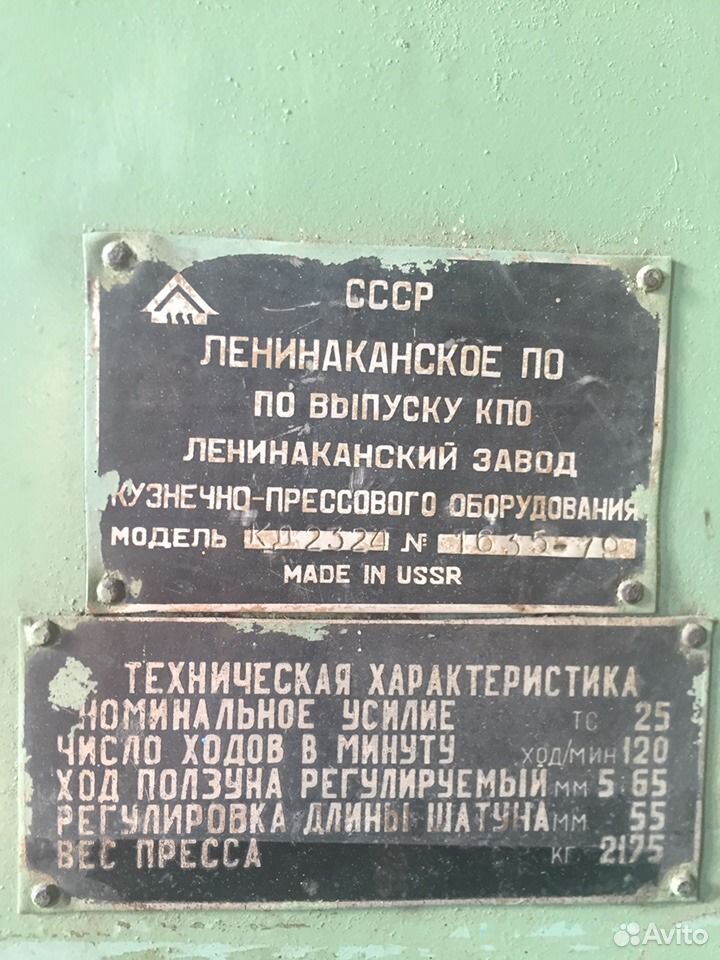 СССР
ЛЕНИНАКАНСКОЕ ПО
ПО ВЫПУСКУ КПО
ЛЕНИНАКАНСКИЙ ЗАВОД
КУЗНЕЧНО-ПРЕССОВОГО ОБОРУДОВАНИЯ
МОДЕЛЬ КД2324 № 1635-79
MADE IN USSR
ТЕХНИЧЕСКАЯ ХАРАКТЕРИСТИКА
НОМИНАЛЬНОЕ УСИЛИЕ ТС 25
ЧИСЛО ХОДОВ В МИНУТУ ХОД/МИН 120
ХОД ПОЛЗУНА РЕГУЛИРУЕМЫЙ ММ 5-65
РЕГУЛИРОВКА ДЛИНЫ ШАТУНА ММ 55
ВЕС ПРЕССА КГ 2175
Avito